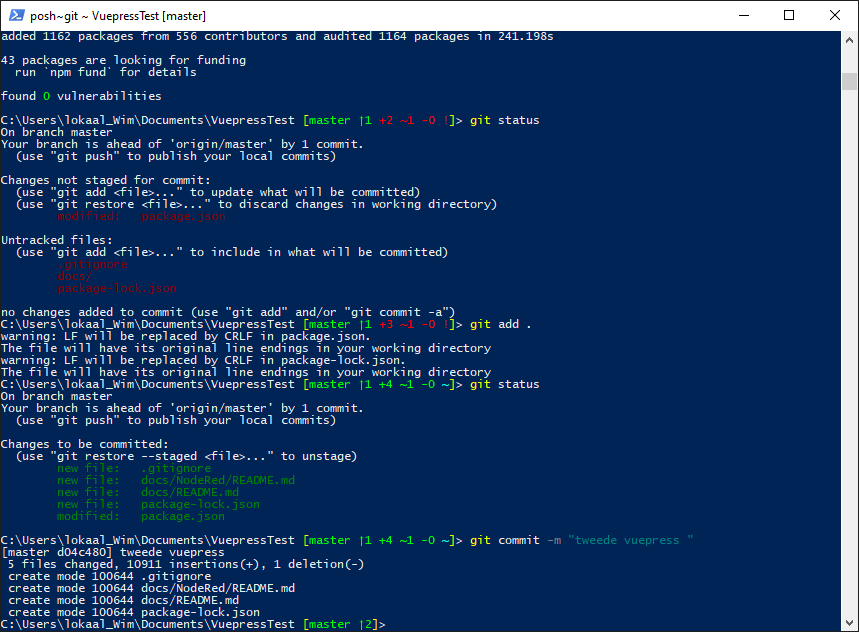 posh~git ~ VuepressTest [master]
added 1162 packages from 556 contributors and audited 1164 packages in 241.198s
43 packages are looking for funding
  run `npm fund` for details
found 0 vulnerabilities
C:\Users\lokaal_Wim\Documents\VuepressTest [master ↑1 +2 ~1 -0 !]> git status
On branch master
Your branch is ahead of 'origin/master' by 1 commit.
  (use "git push" to publish your local commits)
Changes not staged for commit:
  (use "git add <file>..." to update what will be committed)
  (use "git restore <file>..." to discard changes in working directory)
        modified:   package.json
Untracked files:
  (use "git add <file>..." to include in what will be committed)
        .gitignore
        docs/
        package-lock.json
no changes added to commit (use "git add" and/or "git commit -a")
C:\Users\lokaal_Wim\Documents\VuepressTest [master ↑1 +3 ~1 -0 !]> git add .
warning: LF will be replaced by CRLF in package.json.
The file will have its original line endings in your working directory
warning: LF will be replaced by CRLF in package-lock.json.
The file will have its original line endings in your working directory
C:\Users\lokaal_Wim\Documents\VuepressTest [master ↑1 +4 ~1 -0 ~]> git status
On branch master
Your branch is ahead of 'origin/master' by 1 commit.
  (use "git push" to publish your local commits)
Changes to be committed:
  (use "git restore --staged <file>..." to unstage)
        new file:   .gitignore
        new file:   docs/NodeRed/README.md
        new file:   docs/README.md
        new file:   package-lock.json
        modified:   package.json
C:\Users\lokaal_Wim\Documents\VuepressTest [master ↑1 +4 ~1 -0 ~]> git commit -m "tweede vuepress "
[master d04c480] tweede vuepress
 5 files changed, 10911 insertions(+), 1 deletion(-)
 create mode 100644 .gitignore
 create mode 100644 docs/NodeRed/README.md
 create mode 100644 docs/README.md
 create mode 100644 package-lock.json
C:\Users\lokaal_Wim\Documents\VuepressTest [master ↑2]>